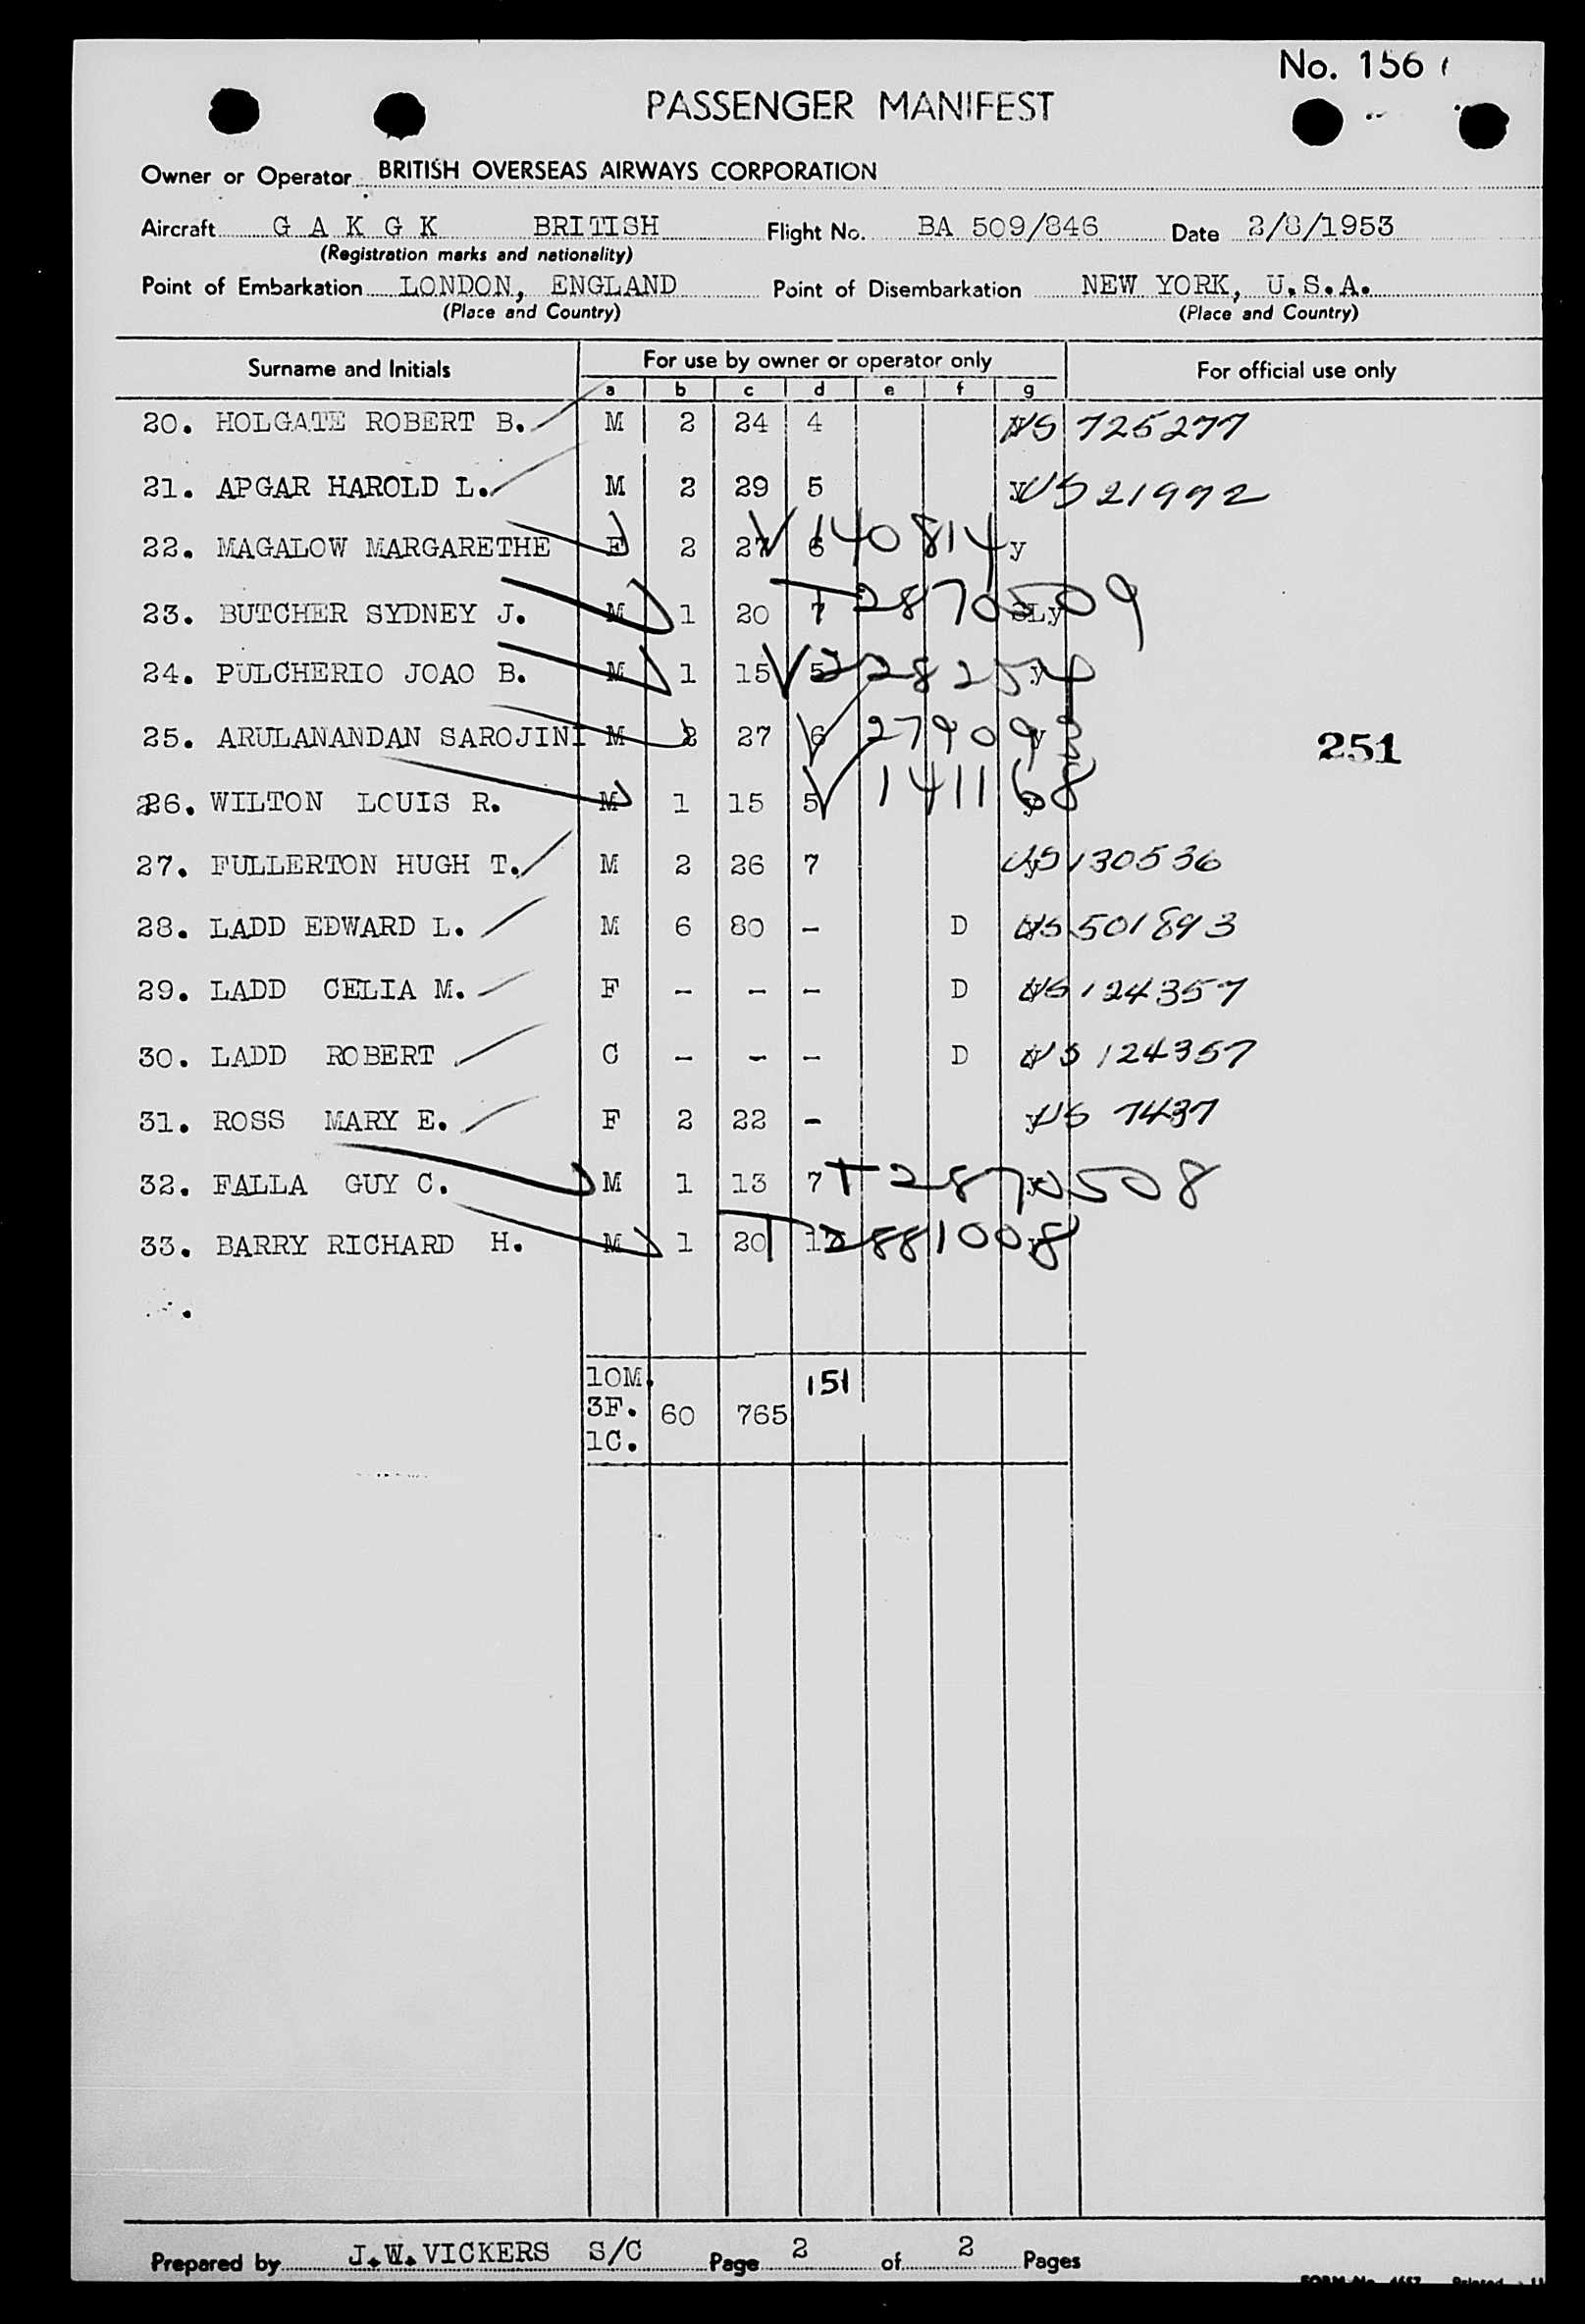 No. 156
PASSENGER MANIFEST
Owner or Operator BRITISH OVERSEAS AIRWAYS CORPORATION
Aircraft G A K G K BRITISH Flight No. BA 509/846 Date 2/8/1953
(Registration marks and nationality)
Point of Embarkation LONDON, ENGLAND Point of Disembarkation NEW YORK, U.S.A.
(Place and Country) (Place and Country)
Surname and Initials For use by owner or operator only For official use only
a b c d e f g
20. HOLGATE ROBERT B. M 2 24 4 US 725277
21. APGAR HAROLD L. M 2 29 5 y US 21992
22. MAGALOW MARGARETHE F 2 27 6 V 140814 y
23. BUTCHER SYDNEY J. M 1 20 7 T 2870509
24. PULCHERIO JOAO B. M 1 15 5 V 228254 y
25. ARULANANDAN SAROJINI M 2 27 6 V 279093 y
26. WILTON LOUIS R. M 1 15 5 V 141168
27. FULLERTON HUGH T. M 2 26 7 US 130536
28. LADD EDWARD L. M 6 80 - D US 501893
29. LADD CELIA M. F - - - D US 124357
30. LADD ROBERT C - - - D US 124357
31. ROSS MARY E. F 2 22 - y US 7437
32. FALLA GUY C. M 1 13 7 T 2870508
33. BARRY RICHARD H. M 1 20 T 2881008
251
10M. 151
3F. 60 765
1C.
Prepared by J.W.VICKERS S/C Page 2 of 2 Pages